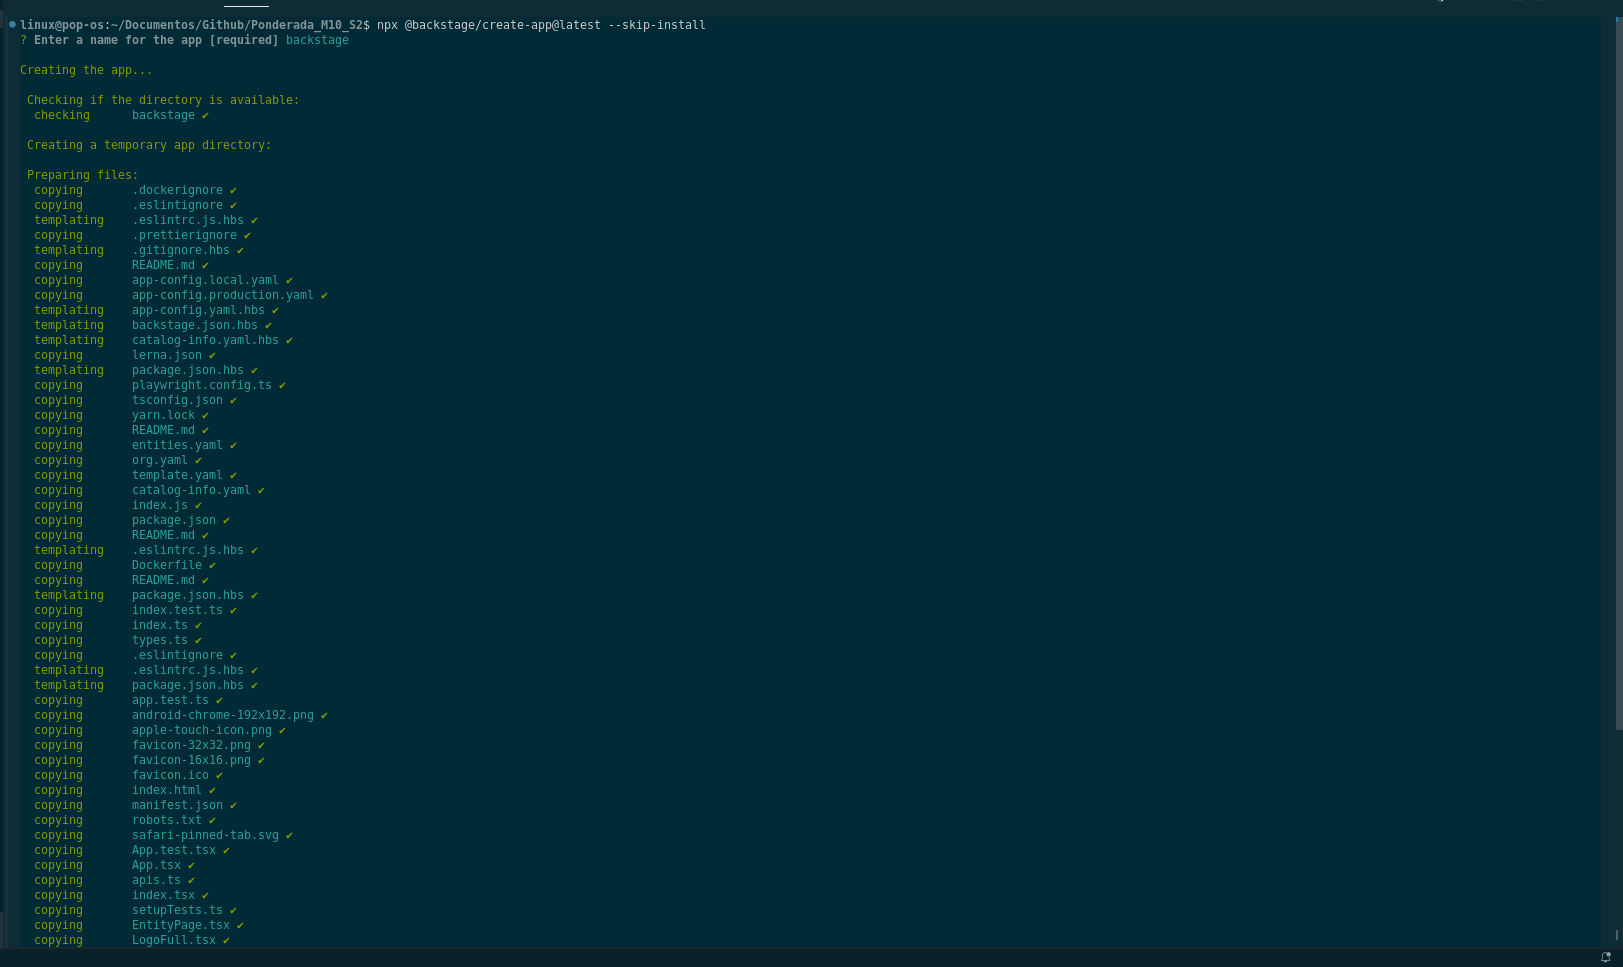 linux@pop-os:~/Documentos/Github/Ponderada_M10_S2$ npx @backstage/create-app@latest --skip-install
? Enter a name for the app [required] backstage
Creating the app...
Checking if the directory is available:
checking backstage ✔
Creating a temporary app directory:
Preparing files:
copying .dockerignore ✔
copying .eslintignore ✔
templating .eslintrc.js.hbs ✔
copying .prettierignore ✔
templating .gitignore.hbs ✔
copying README.md ✔
copying app-config.local.yaml ✔
copying app-config.production.yaml ✔
templating app-config.yaml.hbs ✔
templating backstage.json.hbs ✔
templating catalog-info.yaml.hbs ✔
copying lerna.json ✔
templating package.json.hbs ✔
copying playwright.config.ts ✔
copying tsconfig.json ✔
copying yarn.lock ✔
copying README.md ✔
copying entities.yaml ✔
copying org.yaml ✔
copying template.yaml ✔
copying catalog-info.yaml ✔
copying index.js ✔
copying package.json ✔
copying README.md ✔
templating .eslintrc.js.hbs ✔
copying Dockerfile ✔
copying README.md ✔
templating package.json.hbs ✔
copying index.test.ts ✔
copying index.ts ✔
copying types.ts ✔
copying .eslintignore ✔
templating .eslintrc.js.hbs ✔
templating package.json.hbs ✔
copying app.test.ts ✔
copying android-chrome-192x192.png ✔
copying apple-touch-icon.png ✔
copying favicon-32x32.png ✔
copying favicon-16x16.png ✔
copying favicon.ico ✔
copying index.html ✔
copying manifest.json ✔
copying robots.txt ✔
copying safari-pinned-tab.svg ✔
copying App.test.tsx ✔
copying App.tsx ✔
copying apis.ts ✔
copying index.tsx ✔
copying setupTests.ts ✔
copying EntityPage.tsx ✔
copying LogoFull.tsx ✔